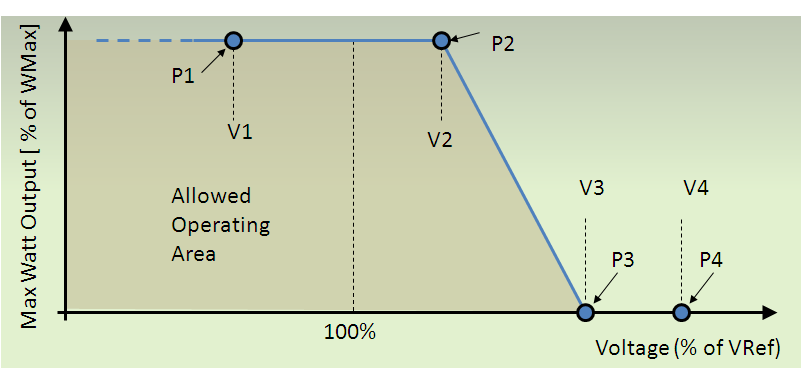 Max Watt Output [ % of WMax]
P1
P2
V1
V2
Allowed
Operating
Area
V3
V4
P3
P4
100%
Voltage (% of VRef)